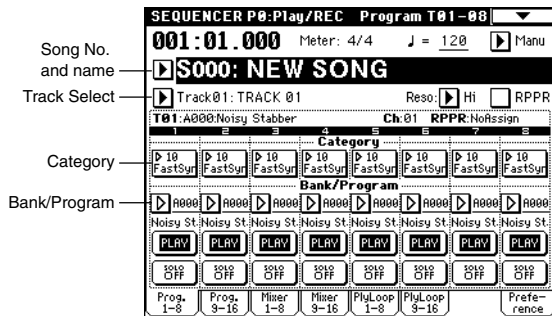 SEQUENCER P0:Play/REC Program T01-08
001:01.000 Meter: 4/4 ♩ = 120 Manu
Song No. and name
S000: NEW SONG
Track Select
Track01: TRACK 01 Reso: Hi RPPR
T01:A000:Noisy Stabber Ch:01 RPPR:NoAssign
1 2 3 4 5 6 7 8
Category
Category
10 10 10 10 10 10 10 10
FastSyn FastSyn FastSyn FastSyn FastSyn FastSyn FastSyn FastSyn
Bank/Program
Bank/Program
A000 A000 A000 A000 A000 A000 A000 A000
Noisy St. Noisy St. Noisy St. Noisy St. Noisy St. Noisy St. Noisy St. Noisy St.
PLAY PLAY PLAY PLAY PLAY PLAY PLAY PLAY
SOLO SOLO SOLO SOLO SOLO SOLO SOLO SOLO
OFF OFF OFF OFF OFF OFF OFF OFF
Prog. 1-8 Prog. 9-16 Mixer 1-8 Mixer 9-16 PlyLoop 1-8 PlyLoop 9-16 Prefe-rence